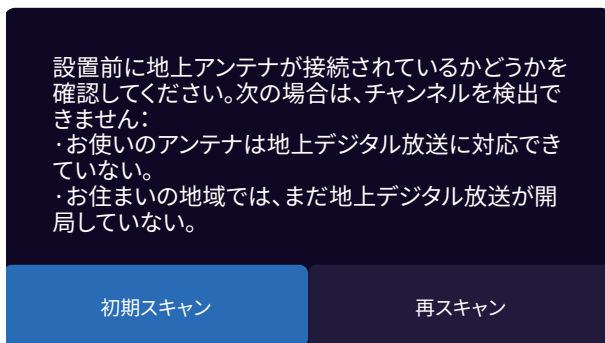 設置前に地上アンテナが接続されているかどうかを
確認してください。次の場合は、チャンネルを検出で
きません：
·お使いのアンテナは地上デジタル放送に対応でき
ていない。
·お住まいの地域では、まだ地上デジタル放送が開
局していない。
初期スキャン
再スキャン